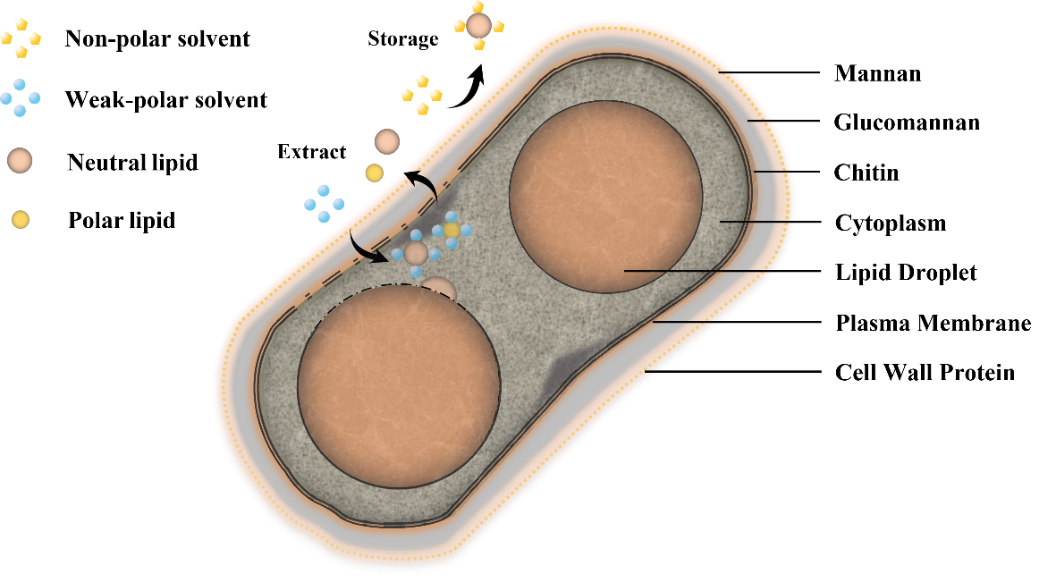 Non-polar solvent
Weak-polar solvent
Neutral lipid
Polar lipid
Storage
Extract
Mannan
Glucomannan
Chitin
Cytoplasm
Lipid Droplet
Plasma Membrane
Cell Wall Protein